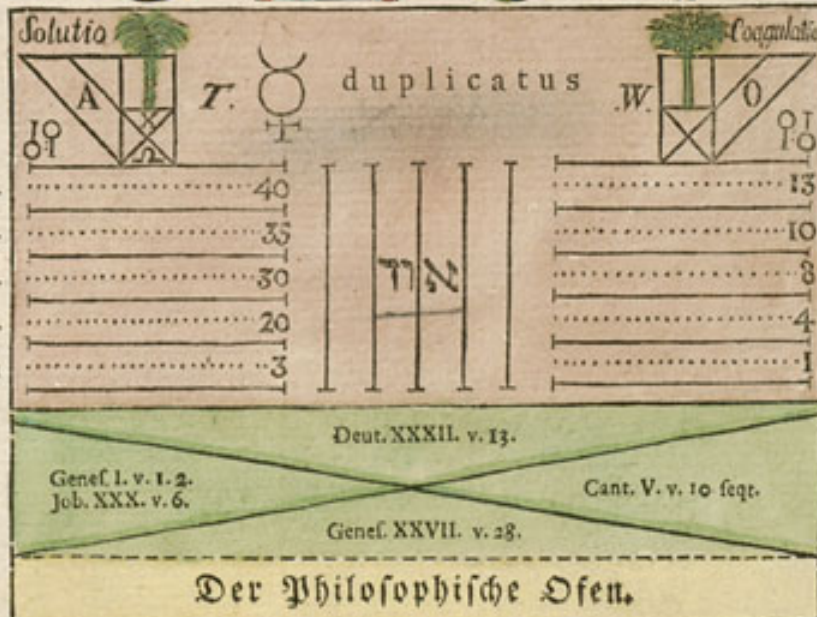 Solutio Coagulatio
A T. duplicatus .W. O
Ω
40 13
35 10
30 8
אור
20 4
3 1
Deut. XXXII. v. 13.
Geneſ. I. v. 1. 2.
Job. XXX. v. 6.
Cant. V. v. 10 ſeqt.
Geneſ. XXVII. v. 28.
Der Philoſophiſche Ofen.